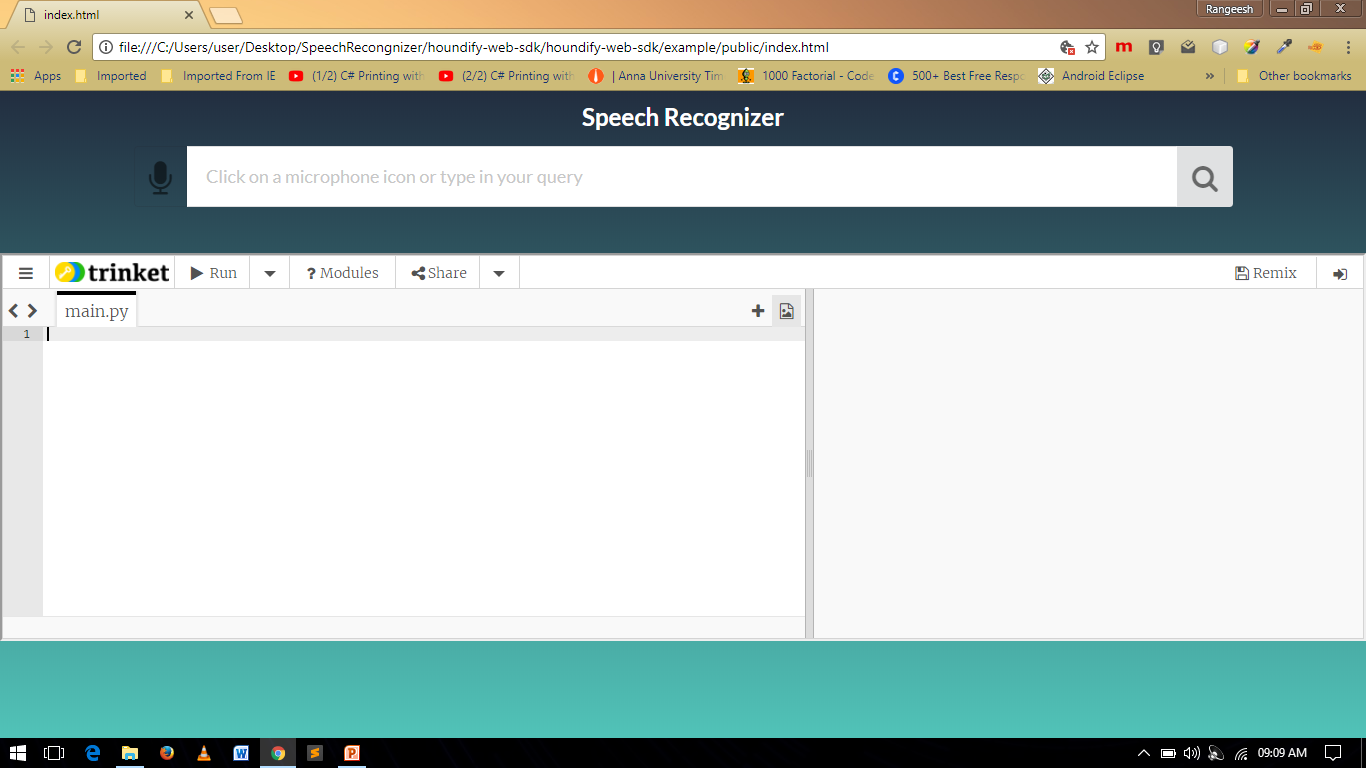 index.html
Rangeesh
file:///C:/Users/user/Desktop/SpeechRecongnizer/houndify-web-sdk/houndify-web-sdk/example/public/index.html
m
Apps Imported Imported From IE (1/2) C# Printing with (2/2) C# Printing with | Anna University Tim 1000 Factorial - Code C 500+ Best Free Respo Android Eclipse » Other bookmarks
Speech Recognizer
Click on a microphone icon or type in your query
trinket Run ? Modules Share Remix
main.py
1
09:09 AM